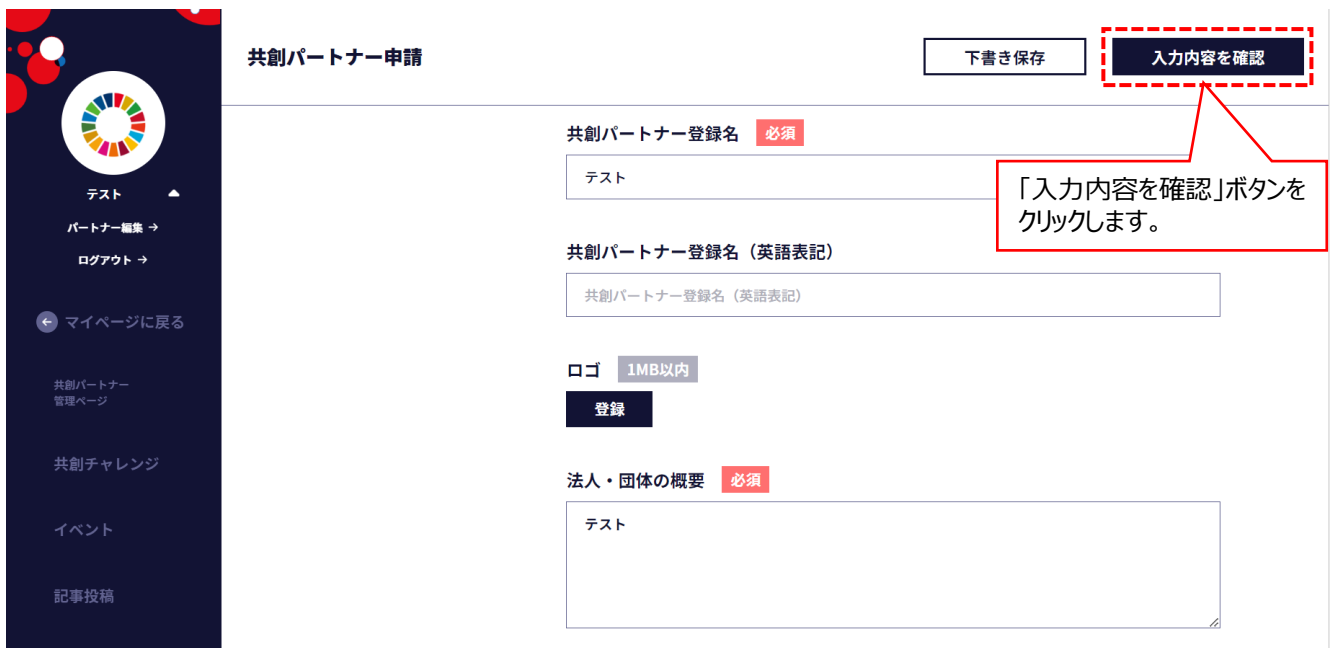 共創パートナー申請
下書き保存
入力内容を確認
テスト
パートナー編集 →
ログアウト →
マイページに戻る
共創パートナー
管理ページ
共創チャレンジ
イベント
記事投稿
共創パートナー登録名 必須
テスト
「入力内容を確認」ボタンを
クリックします。
共創パートナー登録名（英語表記）
共創パートナー登録名（英語表記）
ロゴ 1MB以内
登録
法人・団体の概要 必須
テスト